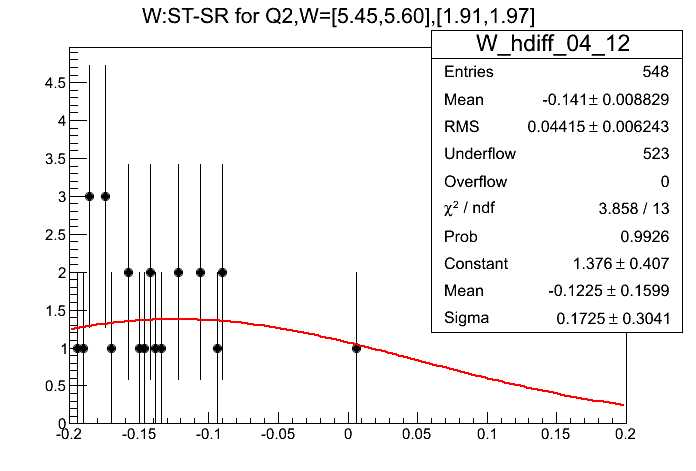 W:ST-SR for Q2,W=[5.45,5.60],[1.91,1.97]
W_hdiff_04_12
Entries 548
Mean -0.141± 0.008829
RMS 0.04415± 0.006243
Underflow 523
Overflow 0
χ² / ndf 3.858 / 13
Prob 0.9926
Constant 1.376± 0.407
Mean -0.1225± 0.1599
Sigma 0.1725± 0.3041
4.5
4
3.5
3
2.5
2
1.5
1
0.5
0
-0.2 -0.15 -0.1 -0.05 0 0.05 0.1 0.15 0.2